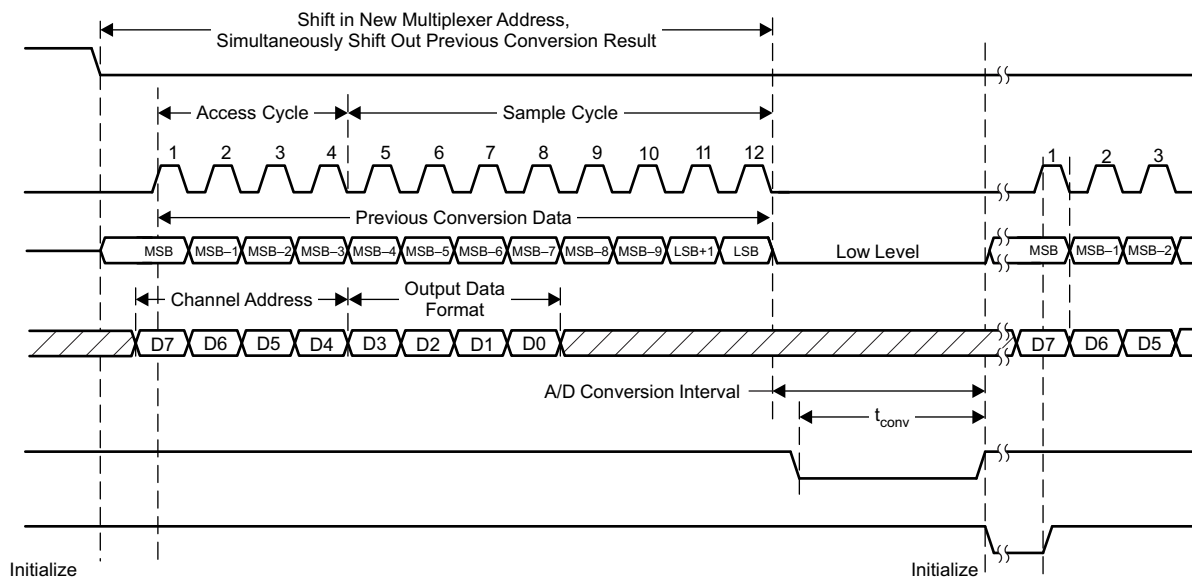 Shift in New Multiplexer Address,
Simultaneously Shift Out Previous Conversion Result
Access Cycle
Sample Cycle
1 2 3 4 5 6 7 8 9 10 11 12 1 2 3
Previous Conversion Data
MSB MSB–1 MSB–2 MSB–3 MSB–4 MSB–5 MSB–6 MSB–7 MSB–8 MSB–9 LSB+1 LSB Low Level MSB MSB–1 MSB–2
Channel Address
Output Data
Format
D7 D6 D5 D4 D3 D2 D1 D0 D7 D6 D5
A/D Conversion Interval
tconv
Initialize Initialize